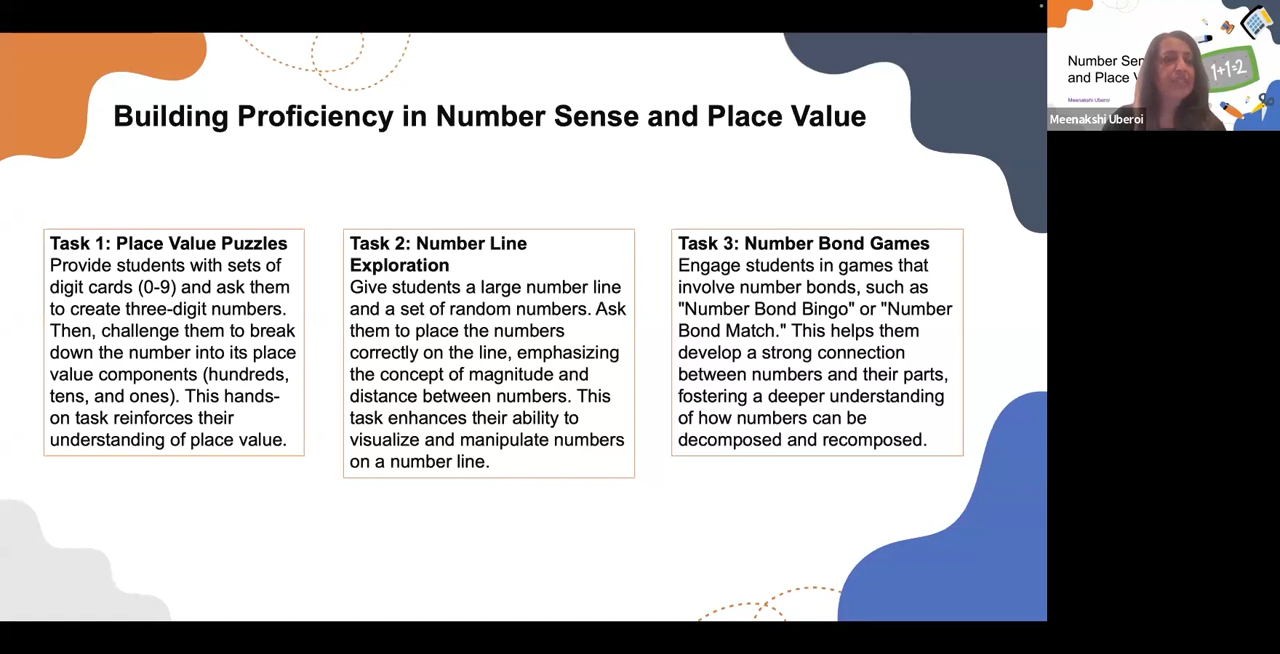 Building Proficiency in Number Sense and Place Value
Task 1: Place Value Puzzles
Provide students with sets of
digit cards (0-9) and ask them
to create three-digit numbers.
Then, challenge them to break
down the number into its place
value components (hundreds,
tens, and ones). This hands-
on task reinforces their
understanding of place value.
Task 2: Number Line
Exploration
Give students a large number line
and a set of random numbers. Ask
them to place the numbers
correctly on the line, emphasizing
the concept of magnitude and
distance between numbers. This
task enhances their ability to
visualize and manipulate numbers
on a number line.
Task 3: Number Bond Games
Engage students in games that
involve number bonds, such as
"Number Bond Bingo" or "Number
Bond Match." This helps them
develop a strong connection
between numbers and their parts,
fostering a deeper understanding
of how numbers can be
decomposed and recomposed.
Number Sen
and Place V
1+1=2
Meenakshi Uberoi
Meenakshi Uberoi